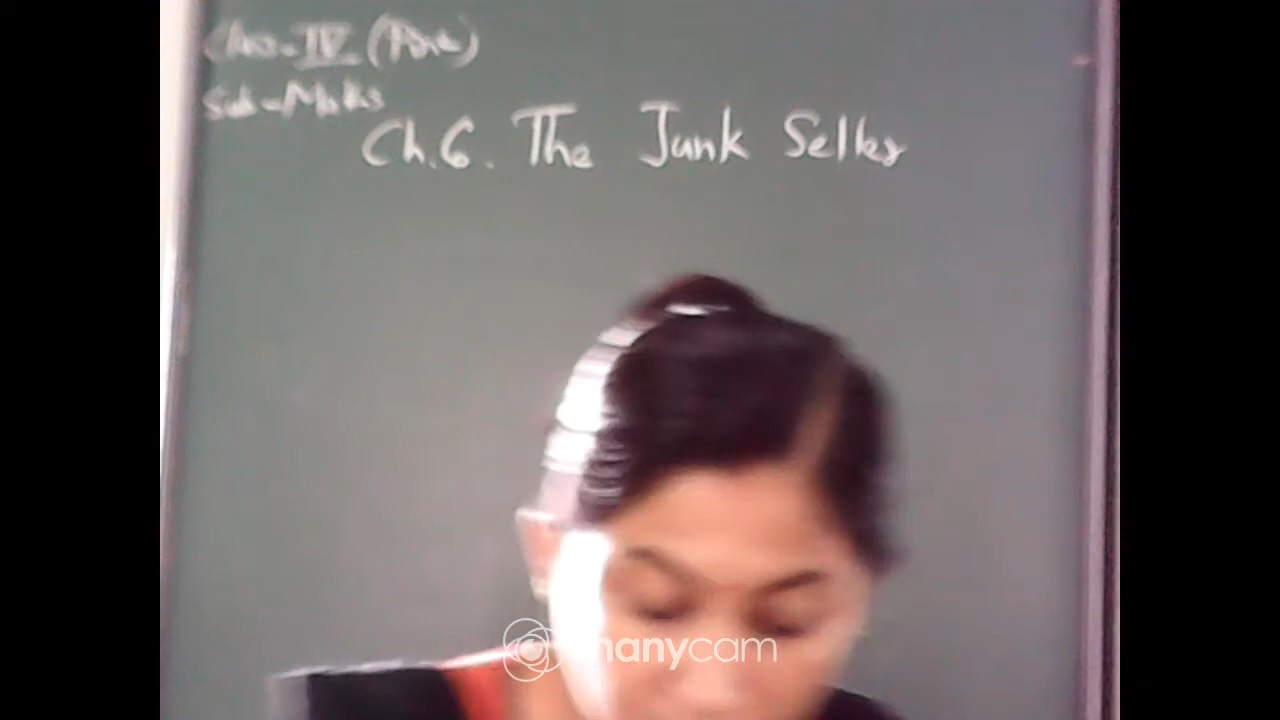 Class-IV (
Sub-Maths
Ch.6. The Junk Seller
manycam